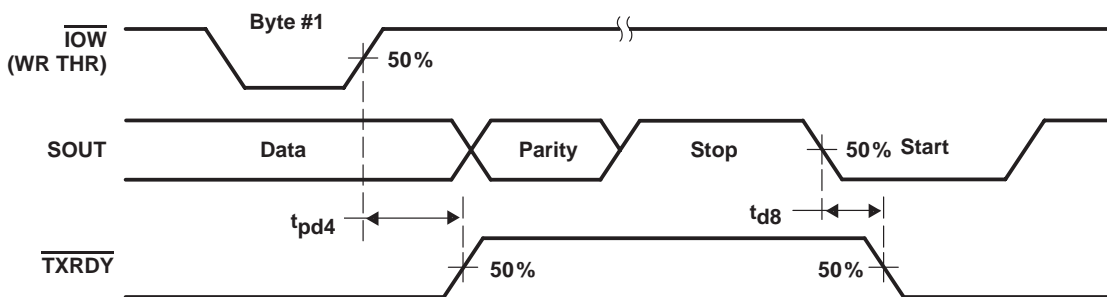 Byte #1
IOW
(WR THR)
50%
SOUT
Data
Parity
Stop
50% Start
tpd4
td8
TXRDY
50%
50%